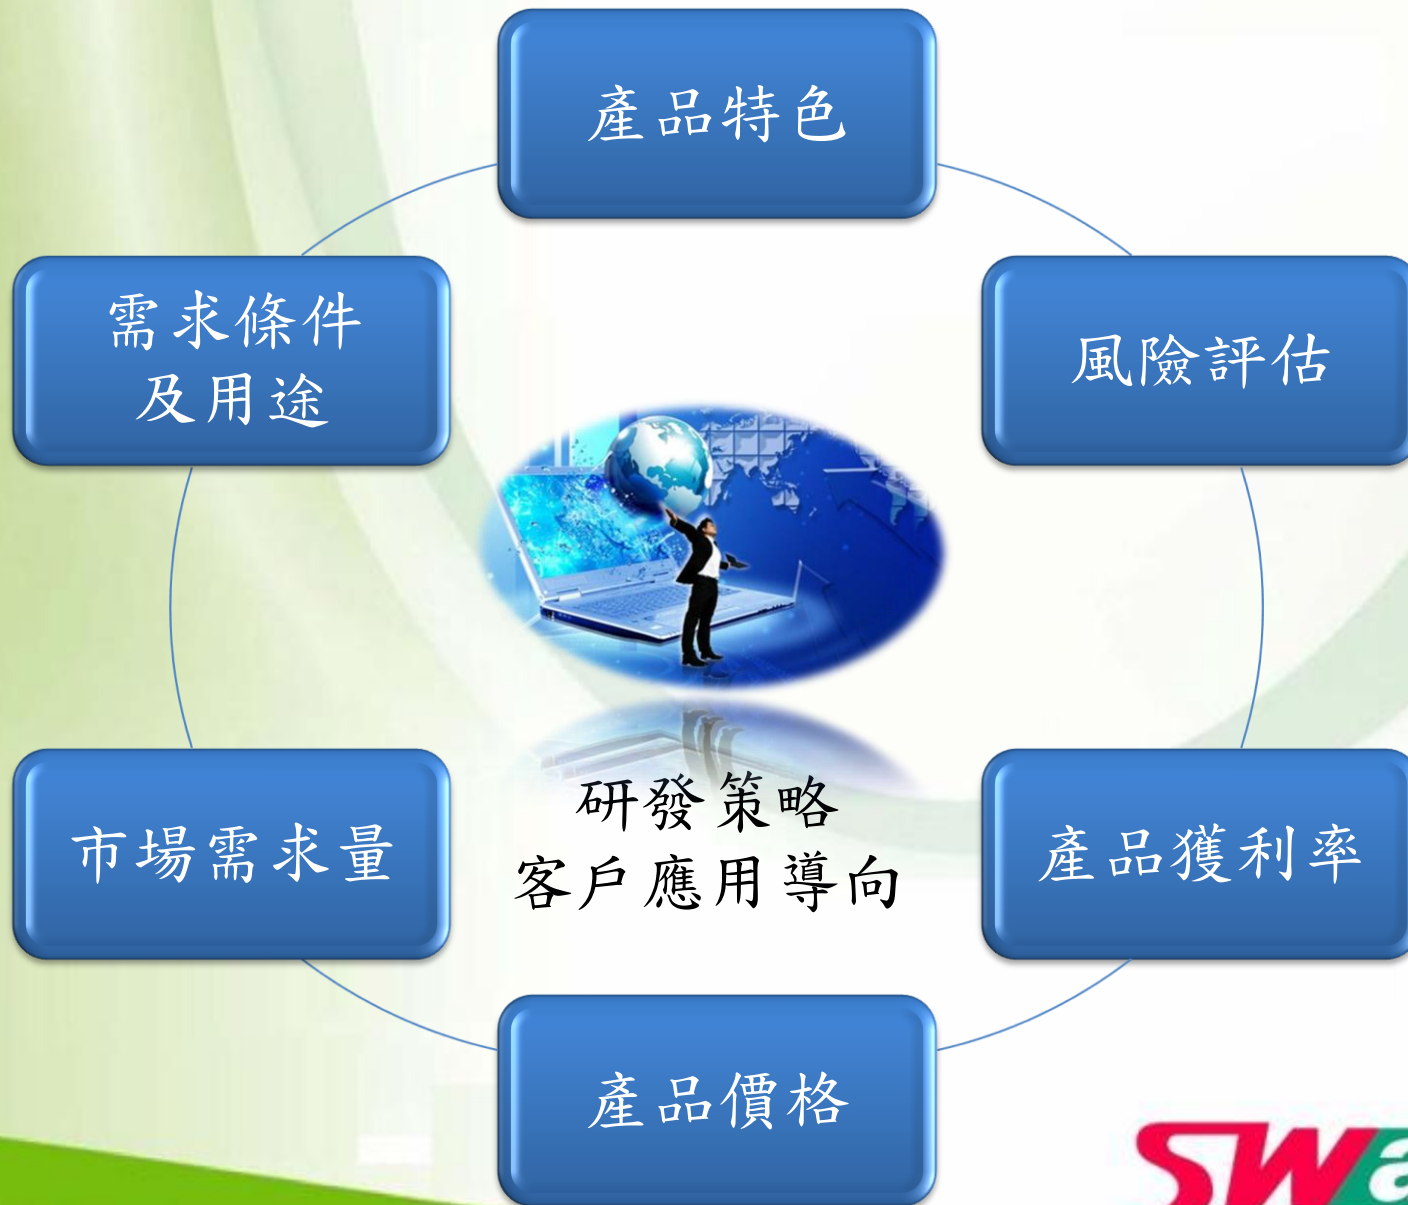 產品特色
需求條件
及用途
風險評估
研發策略
客戶應用導向
市場需求量
產品獲利率
產品價格
SWa